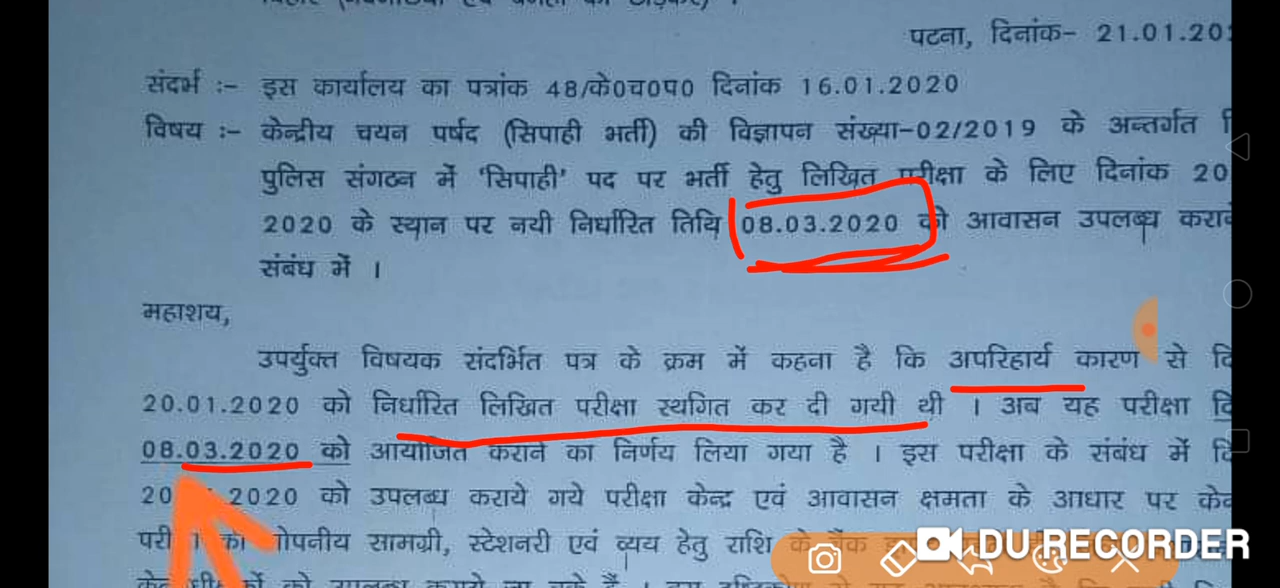 पटना, दिनांक- 21.01.20
संदर्भ :- इस कार्यालय का पत्रांक 48/के0च0प0 दिनांक 16.01.2020
विषय :- केन्द्रीय चयन पर्षद (सिपाही भर्ती) की विज्ञापन संख्या-02/2019 के अन्तर्गत
पुलिस संगठन में 'सिपाही' पद पर भर्ती हेतु लिखित परीक्षा के लिए दिनांक 20
2020 के स्थान पर नयी निर्धारित तिथि 08.03.2020 को आवासन उपलब्ध कराने
संबंध में ।
महाशय,
उपर्युक्त विषयक संदर्भित पत्र के क्रम में कहना है कि अपरिहार्य कारण से दि
20.01.2020 को निर्धारित लिखित परीक्षा स्थगित कर दी गयी थी । अब यह परीक्षा दि
08.03.2020 को आयोजित कराने का निर्णय लिया गया है । इस परीक्षा के संबंध में दि
20 2020 को उपलब्ध कराये गये परीक्षा केन्द्र एवं आवासन क्षमता के आधार पर केन
परी का गोपनीय सामग्री, स्टेशनरी एवं व्यय हेतु राशि के बैंक
DU RECORDER